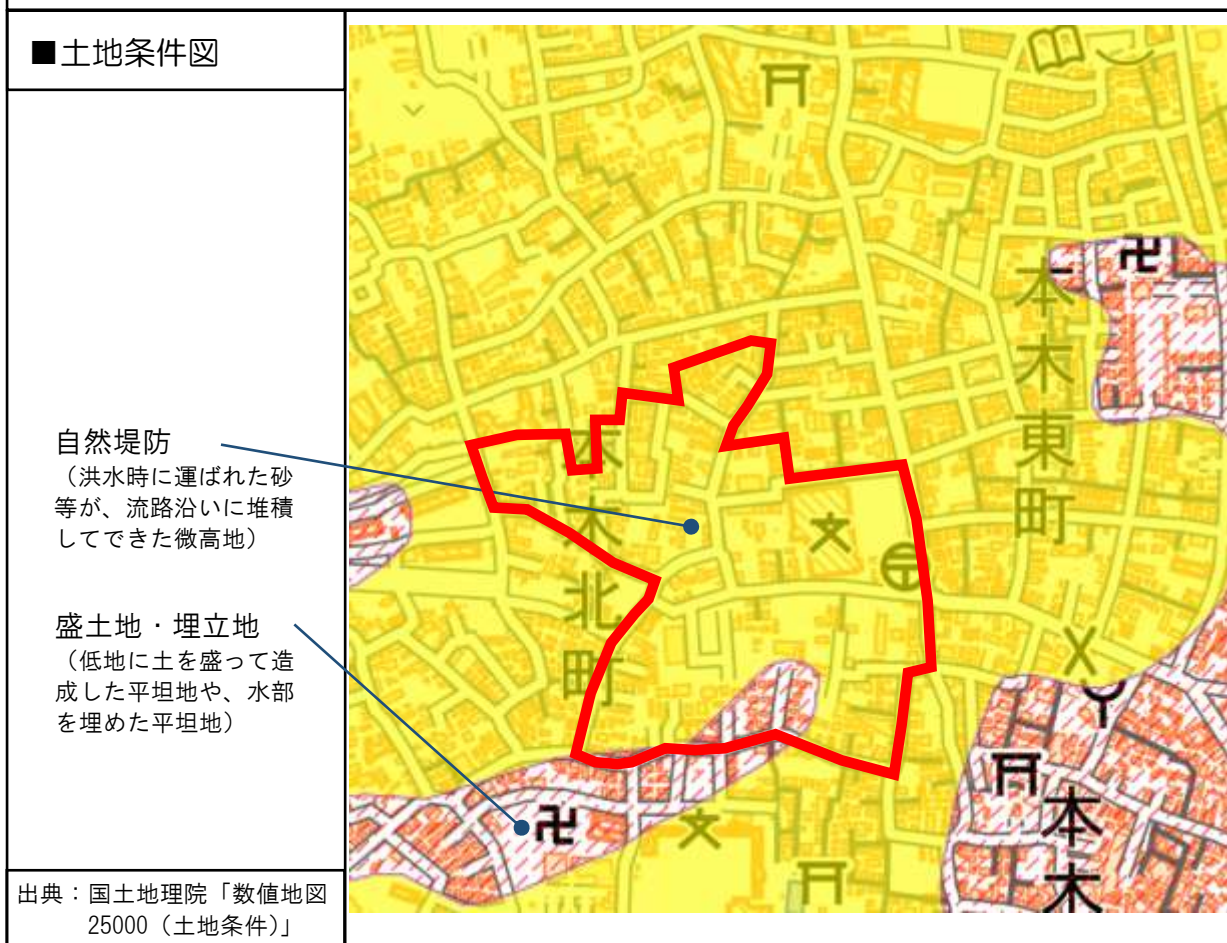 ■土地条件図
自然堤防
（洪水時に運ばれた砂
等が、流路沿いに堆積
してできた微高地）
盛土地・埋立地
（低地に土を盛って造
成した平坦地や、水部
を埋めた平坦地）
出典：国土地理院「数値地図
25000（土地条件）」
本木北町
本木東町
本木